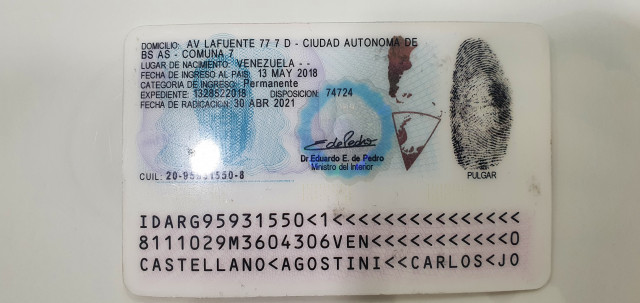 DOMICILIO: AV LAFUENTE 77 7 D - CIUDAD AUTONOMA DE
BS AS - COMUNA 7
LUGAR DE NACIMIENTO: VENEZUELA - -
FECHA DE INGRESO AL PAIS: 13 MAY 2018
CATEGORIA DE INGRESO: Permanente
EXPEDIENTE: 1328522018 DISPOSICION: 74724
FECHA DE RADICACION: 30 ABR 2021
EdePedro
Dr. Eduardo E. de Pedro
Ministro del Interior
CUIL: 20-95931550-8
PULGAR
IDARG95931550<1<<<<<<<<<<<<<<<
8111029M3604306VEN<<<<<<<<<<<0
CASTELLANO<AGOSTINI<<CARLOS<JO